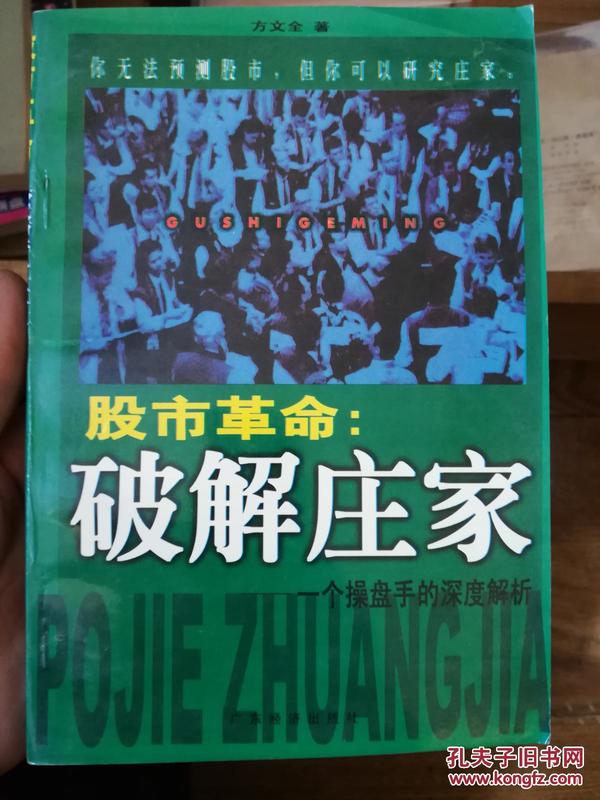 方文全 著
你无法预测股市，但你可以研究庄家。
GUSHIGEMING
股市革命：
破解庄家
——一个操盘手的深度解析
POJIE ZHUANGJIA
广东经济出版社
孔夫子旧书网
www.kongfz.com